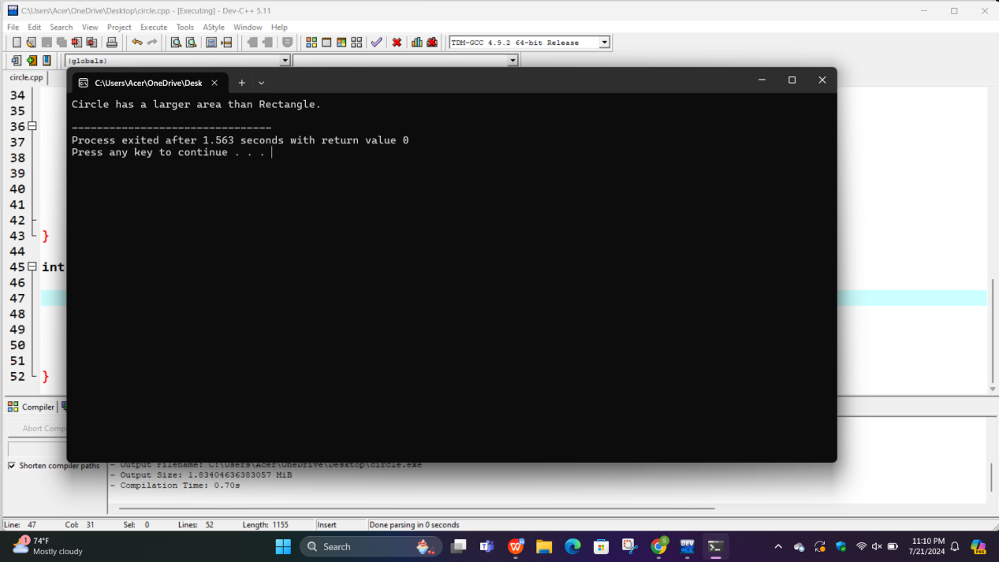 C:\Users\Acer\OneDrive\Desktop\circle.cpp - [Executing] - Dev-C++ 5.11
File Edit Search View Project Execute Tools AStyle Window Help
TDM-GCC 4.9.2 64-bit Release
(globals)
circle.cpp
C:\Users\Acer\OneDrive\Desk
Circle has a larger area than Rectangle.
--------------------------------
Process exited after 1.563 seconds with return value 0
Press any key to continue . . .
34
35
36
37
38
39
40
41
42
43 }
44
45 int
46
47
48
49
50
51
52 }
Compiler
Abort Comp
Shorten compiler paths
- Output Filename: C:\Users\Acer\OneDrive\Desktop\circle.exe
- Output Size: 1.83404636383057 MiB
- Compilation Time: 0.70s
Line: 47 Col: 31 Sel: 0 Lines: 52 Length: 1155 Insert Done parsing in 0 seconds
1
74°F
Mostly cloudy
Search
DEV
11:10 PM
7/21/2024